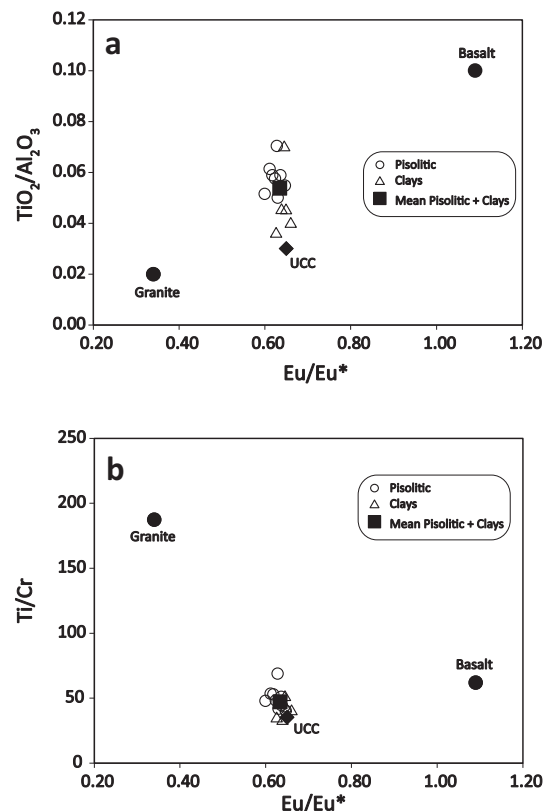 a
TiO₂/Al₂O₃
0.12
0.10
0.08
0.06
0.04
0.02
0.00
0.20
0.40
0.60
0.80
1.00
1.20
Eu/Eu*
Basalt
Pisolitic
Clays
Mean Pisolitic + Clays
UCC
Granite
b
Ti/Cr
250
200
150
100
50
0
0.20
0.40
0.60
0.80
1.00
1.20
Eu/Eu*
Pisolitic
Clays
Mean Pisolitic + Clays
Granite
Basalt
UCC